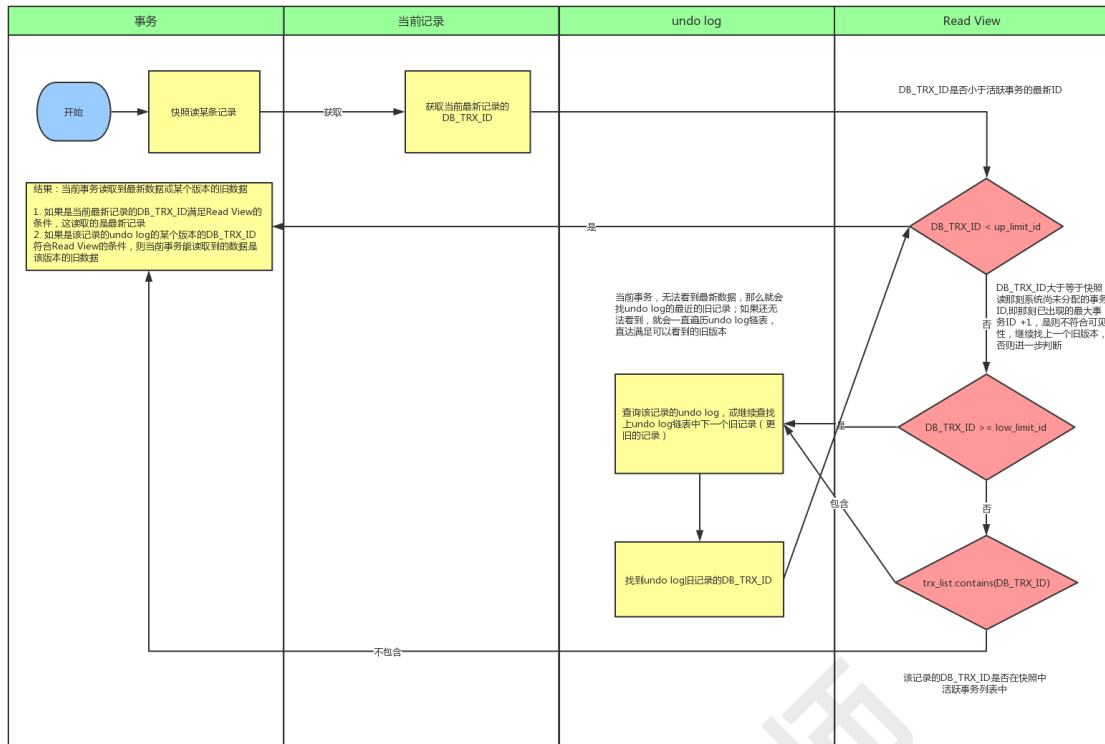 事务
当前记录
undo log
Read View
DB_TRX_ID是否小于活跃事务的最新ID
开始
快照读某条记录
获取
获取当前最新记录的
DB_TRX_ID
结果：当前事务读取到最新数据或某个版本的旧数据
1. 如果是当前最新记录的DB_TRX_ID满足Read View的
条件，这读取的是最新记录
2. 如果是该记录的undo log的某个版本的DB_TRX_ID
符合Read View的条件，则当前事务能读取到的数据是
该版本的旧数据
是
DB_TRX_ID < up_limit_id
当前事务，无法看到最新数据，那么就会
找undo log的最近的旧记录；如果还无
法看到，就会一直遍历undo log链表，
直达满足可以看到的旧版本
DB_TRX_ID大于等于快照
读那刻系统尚未分配的事务
ID,即那刻已出现的最大事
务ID +1，是则不符合可见
性，继续找上一个旧版本，
否则进一步判断
否
查询该记录的undo log，或继续查找
上undo log链表中下一个旧记录（更
旧的记录）
是
DB_TRX_ID >= low_limit_id
包含
否
找到undo log旧记录的DB_TRX_ID
trx_list.contains(DB_TRX_ID)
不包含
该记录的DB_TRX_ID是否在快照中
活跃事务列表中
师